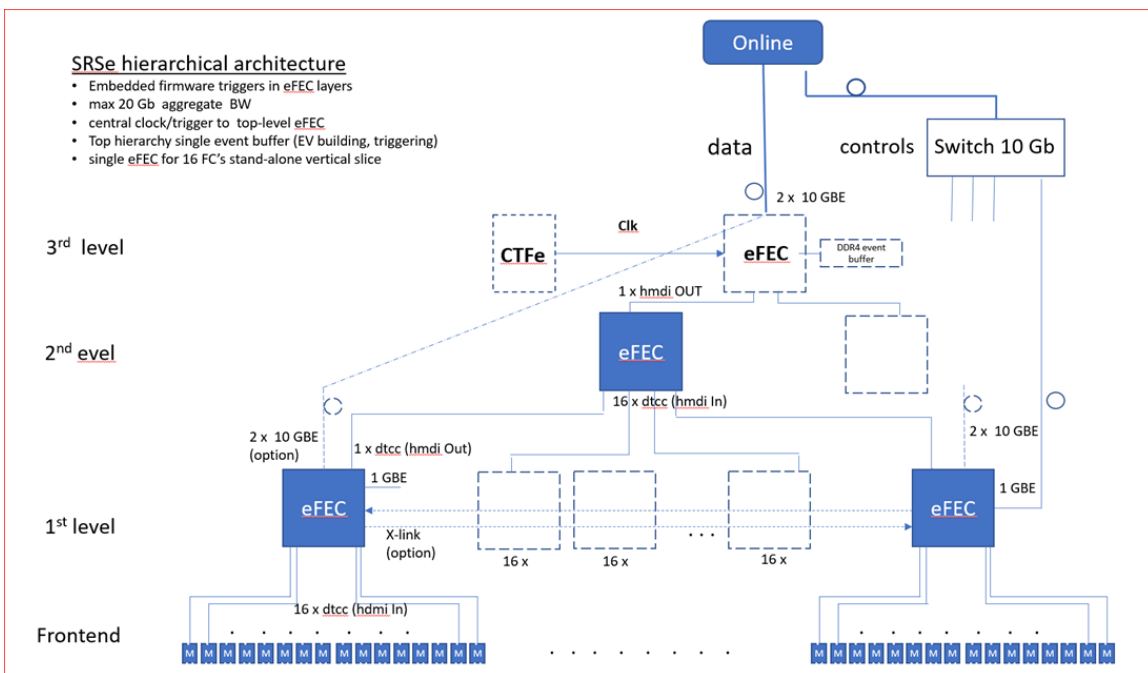 Online
SRSe hierarchical architecture
• Embedded firmware triggers in eFEC layers
• max 20 Gb aggregate BW
• central clock/trigger to top-level eFEC
• Top hierarchy single event buffer (EV building, triggering)
• single eFEC for 16 FC's stand-alone vertical slice
data
controls
Switch 10 Gb
2 x 10 GBE
3rd level
CTFe
Clk
eFEC
DDR4 event
buffer
1 x hmdi OUT
2nd evel
eFEC
16 x dtcc (hmdi In)
2 x 10 GBE
(option)
1 x dtcc (hmdi Out)
2 x 10 GBE
1 GBE
1 GBE
1st level
eFEC
eFEC
X-link
(option)
. . .
16 x
16 x
16 x
16 x dtcc (hdmi In)
Frontend
. . . . . . .
. . . . . . .
. . . . . . . .
M M M M M M M M M M M M M M M M
M M M M M M M M M M M M M M M M